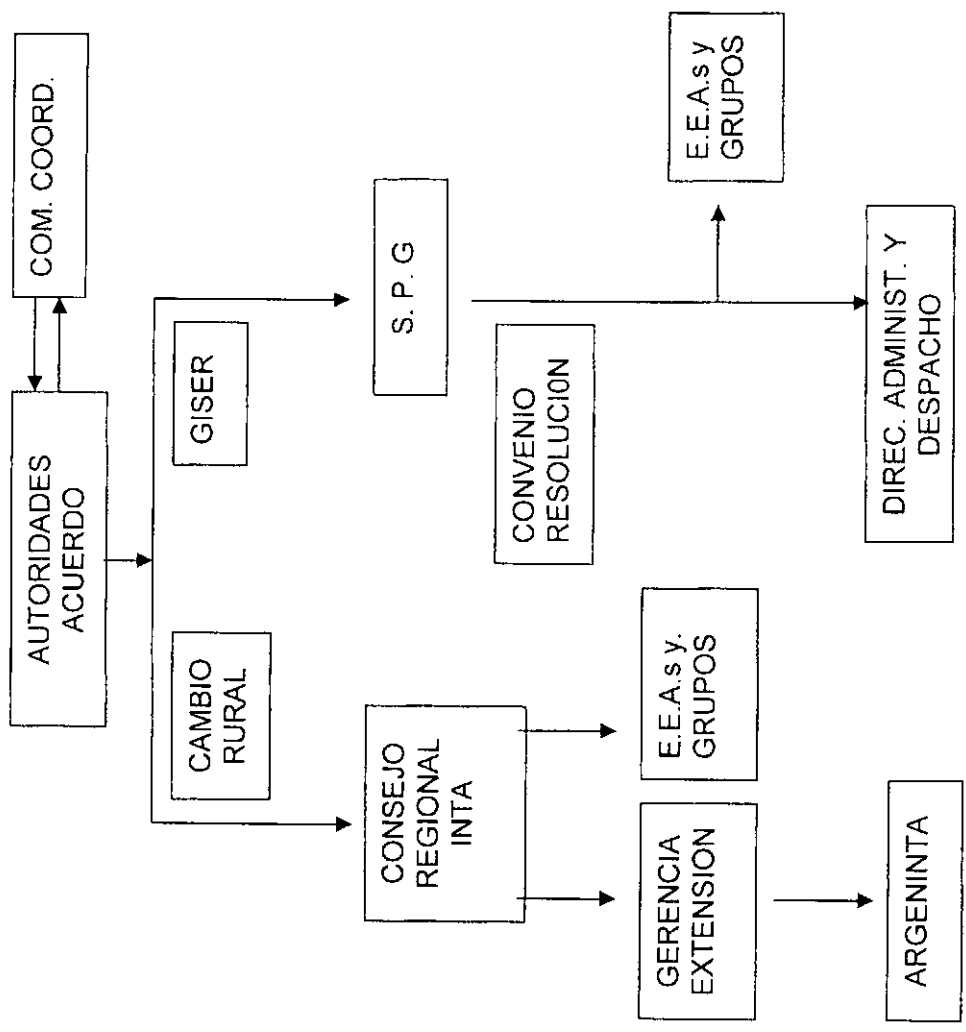 COM. COORD.
AUTORIDADES
ACUERDO
CAMBIO
RURAL
GISER
CONSEJO
REGIONAL
INTA
S. P. G
CONVENIO
RESOLUCION
GERENCIA
EXTENSION
E.E.A.s y.
GRUPOS
E.E.A.s y
GRUPOS
ARGENINTA
DIREC. ADMINIST. Y
DESPACHO